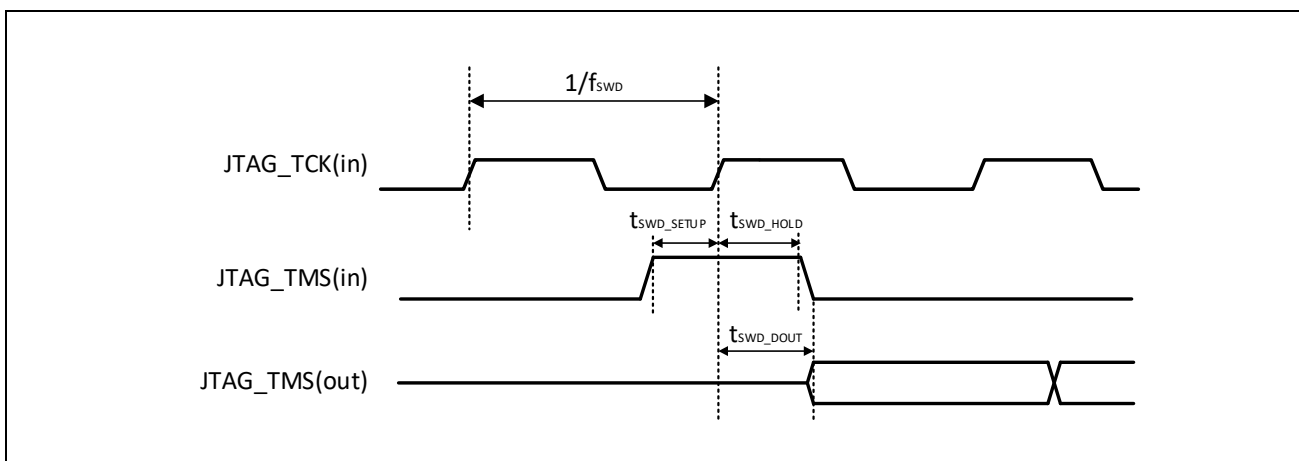 1/fSWD
JTAG_TCK(in)
tSWD_SETUP tSWD_HOLD
JTAG_TMS(in)
tSWD_DOUT
JTAG_TMS(out)